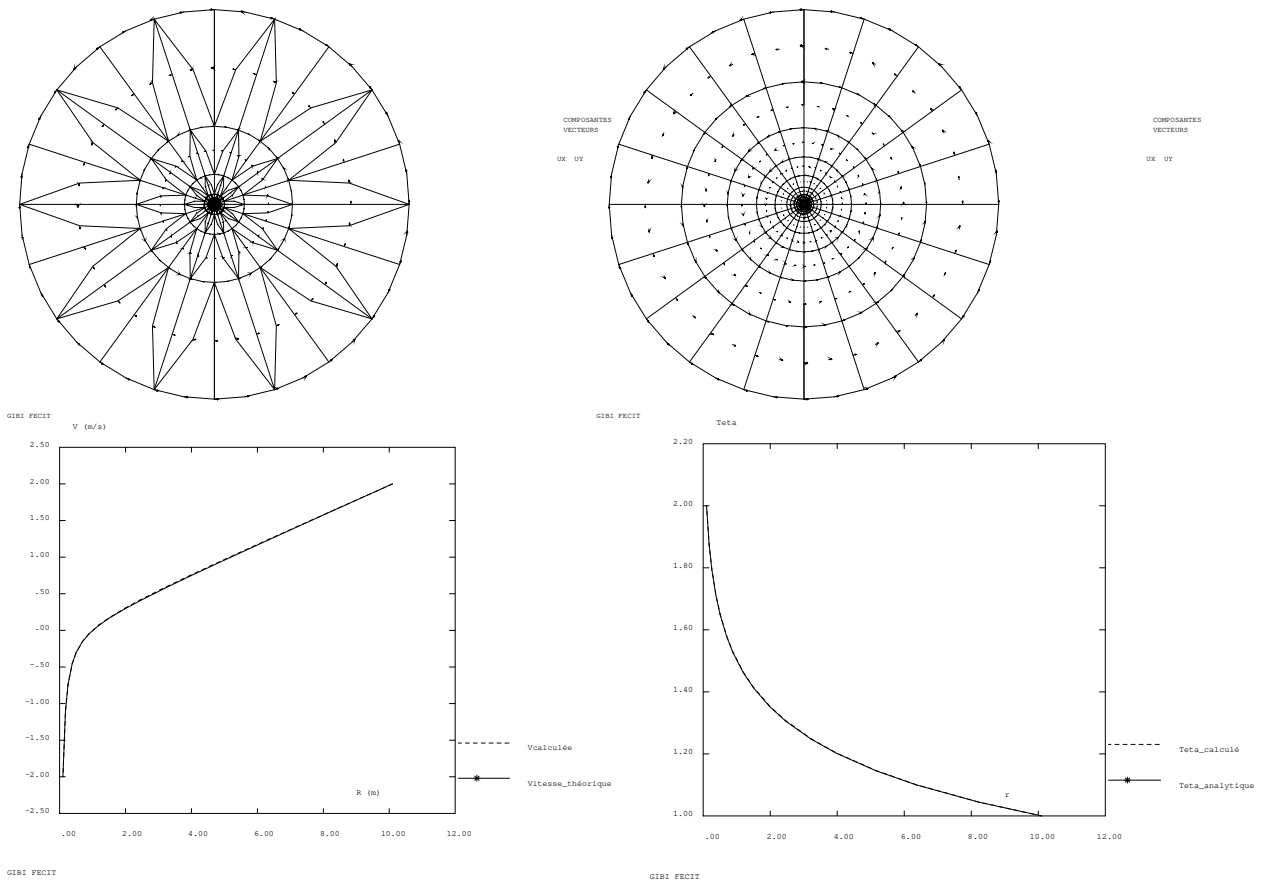 COMPOSANTES
VECTEURS
UX UY
COMPOSANTES
VECTEURS
UX UY
GIBI FECIT
GIBI FECIT
V (m/s)
2.50
2.00
1.50
1.00
.50
.00
-.50
-1.00
-1.50
-2.00
-2.50
.00 2.00 4.00 6.00 8.00 10.00 12.00
R (m)
Vcalculée
Vitesse_théorique
GIBI FECIT
Teta
2.20
2.00
1.80
1.60
1.40
1.20
1.00
.00 2.00 4.00 6.00 8.00 10.00 12.00
r
Teta_calculé
Teta_analytique
GIBI FECIT